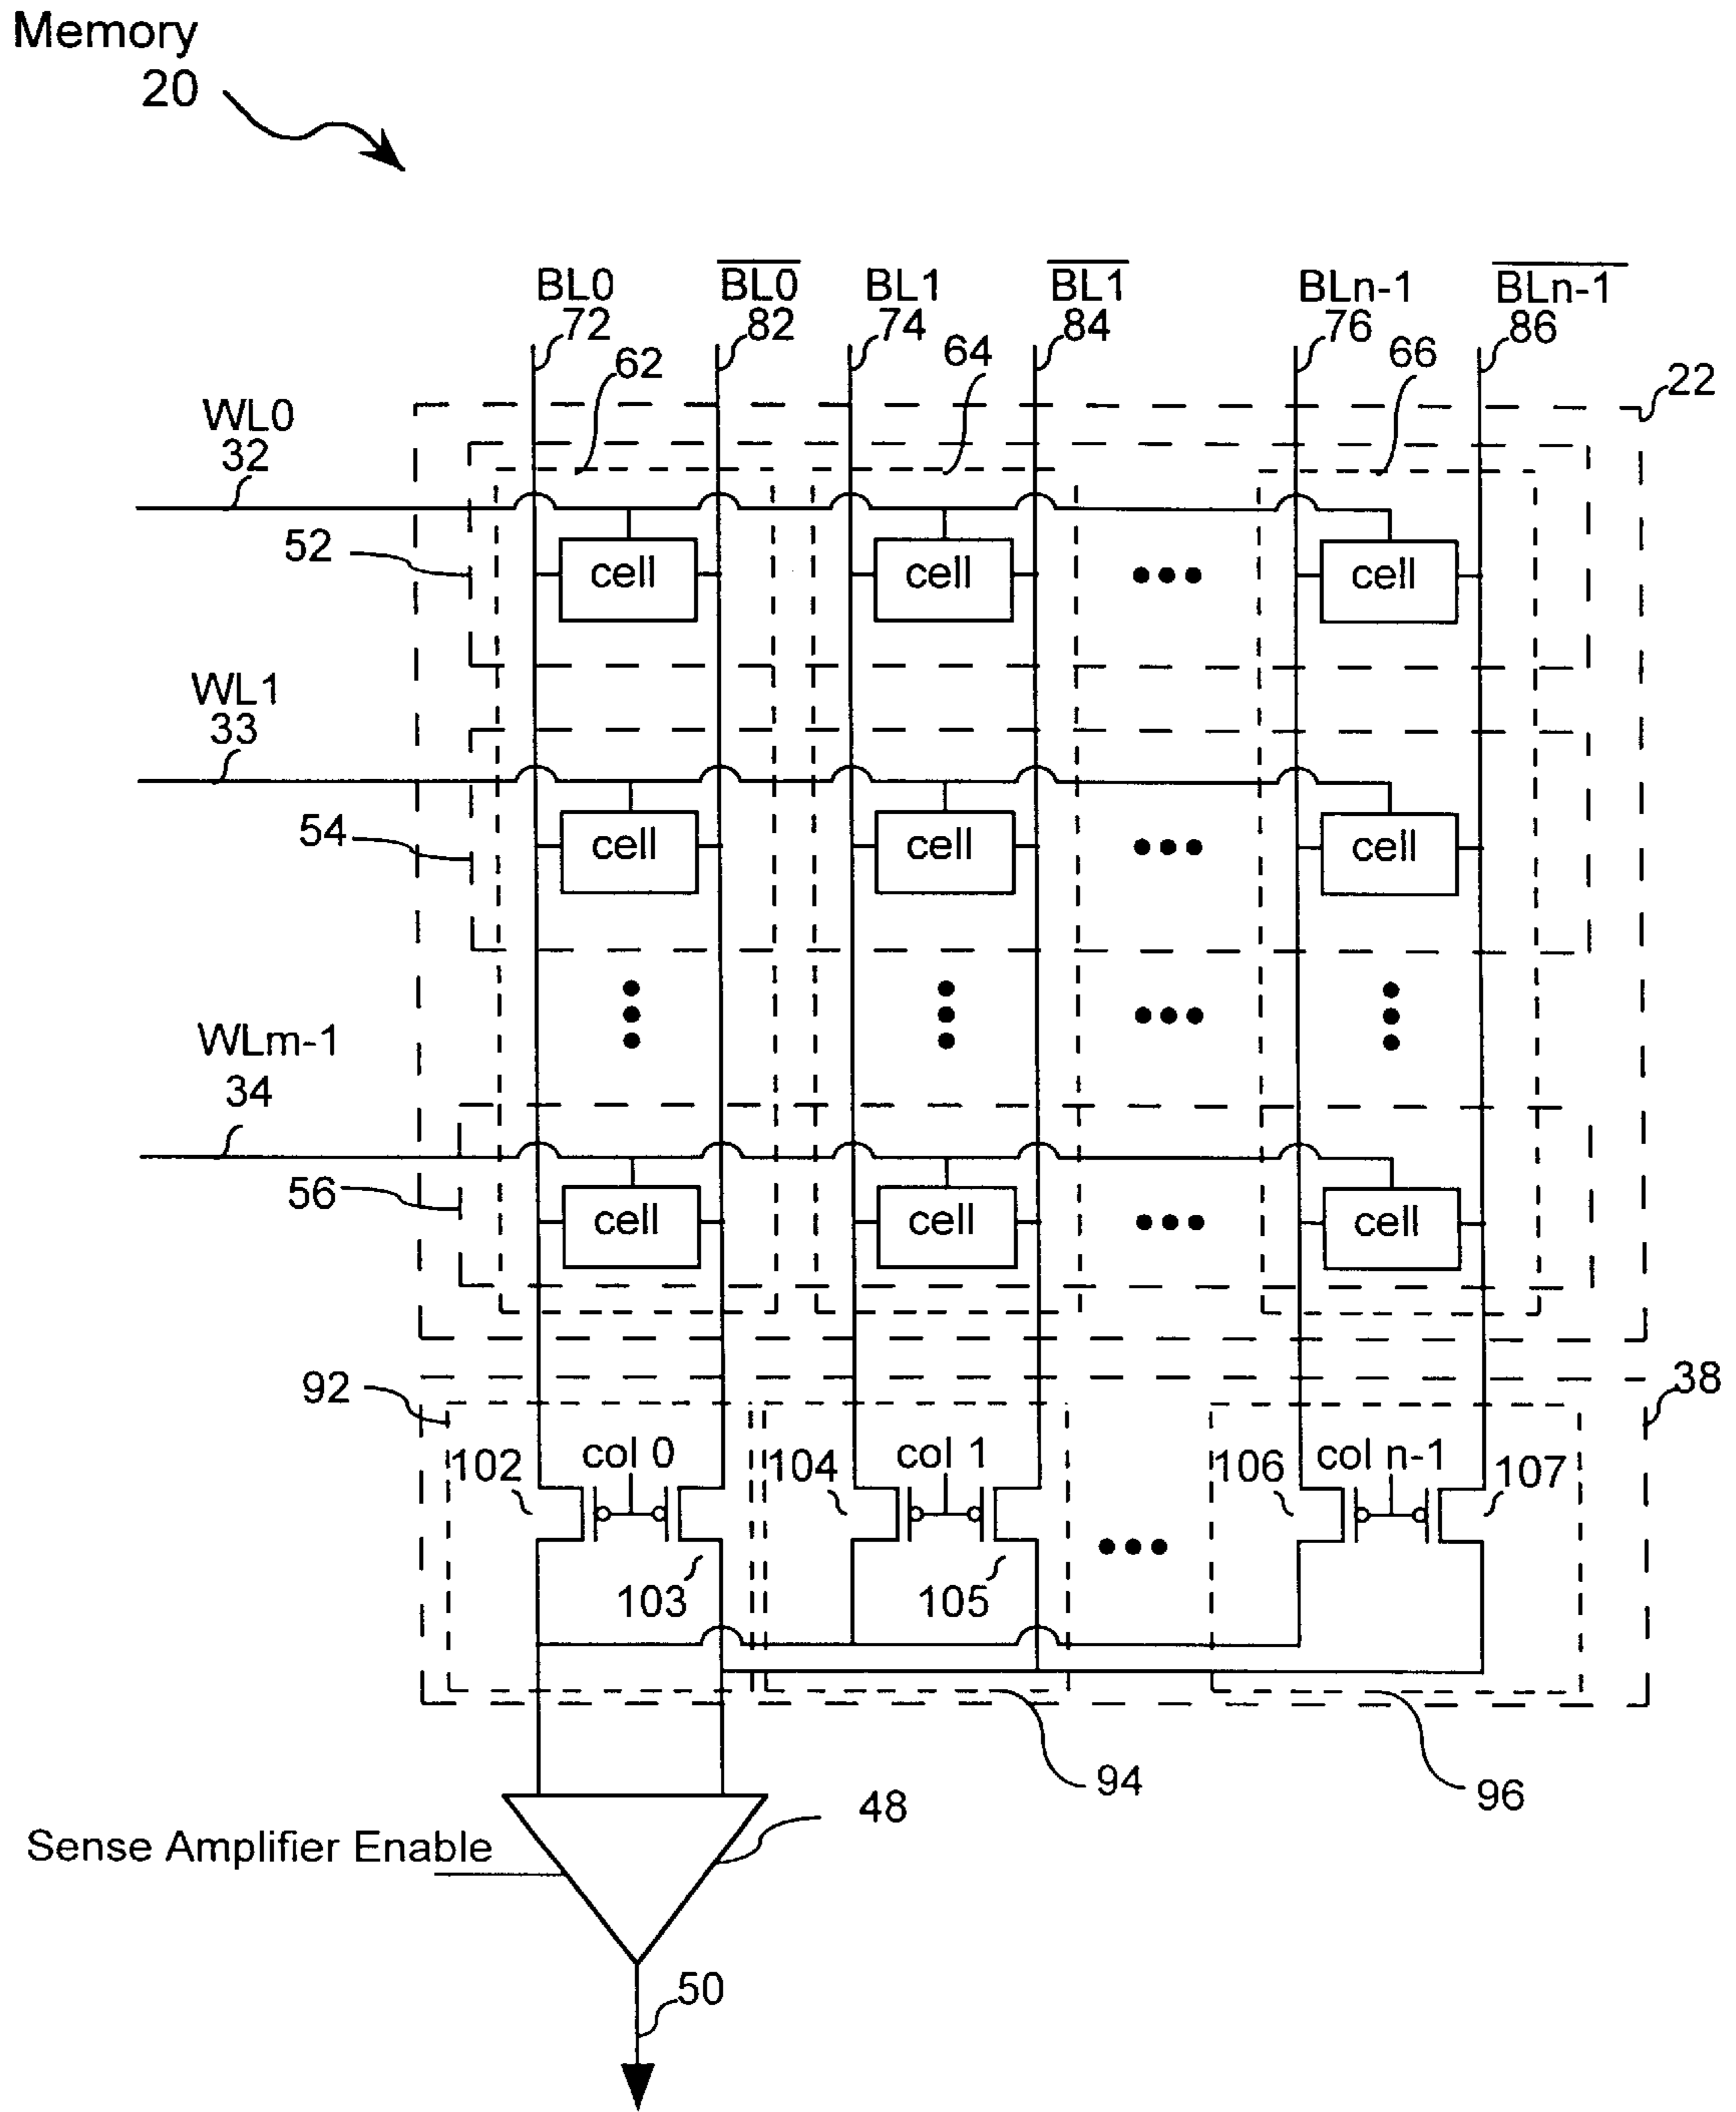 Memory
20
BL0
72
B̅L̅0̅
82
BL1
74
B̅L̅1̅
84
BLn-1
76
B̅L̅n̅-̅1̅
86
62
64
66
22
WL0
32
52
cell
cell
cell
WL1
33
54
cell
cell
cell
WLm-1
34
56
cell
cell
cell
92
38
102
col 0
104
col 1
106
col n-1
107
103
105
94
96
48
Sense Amplifier Enable
50